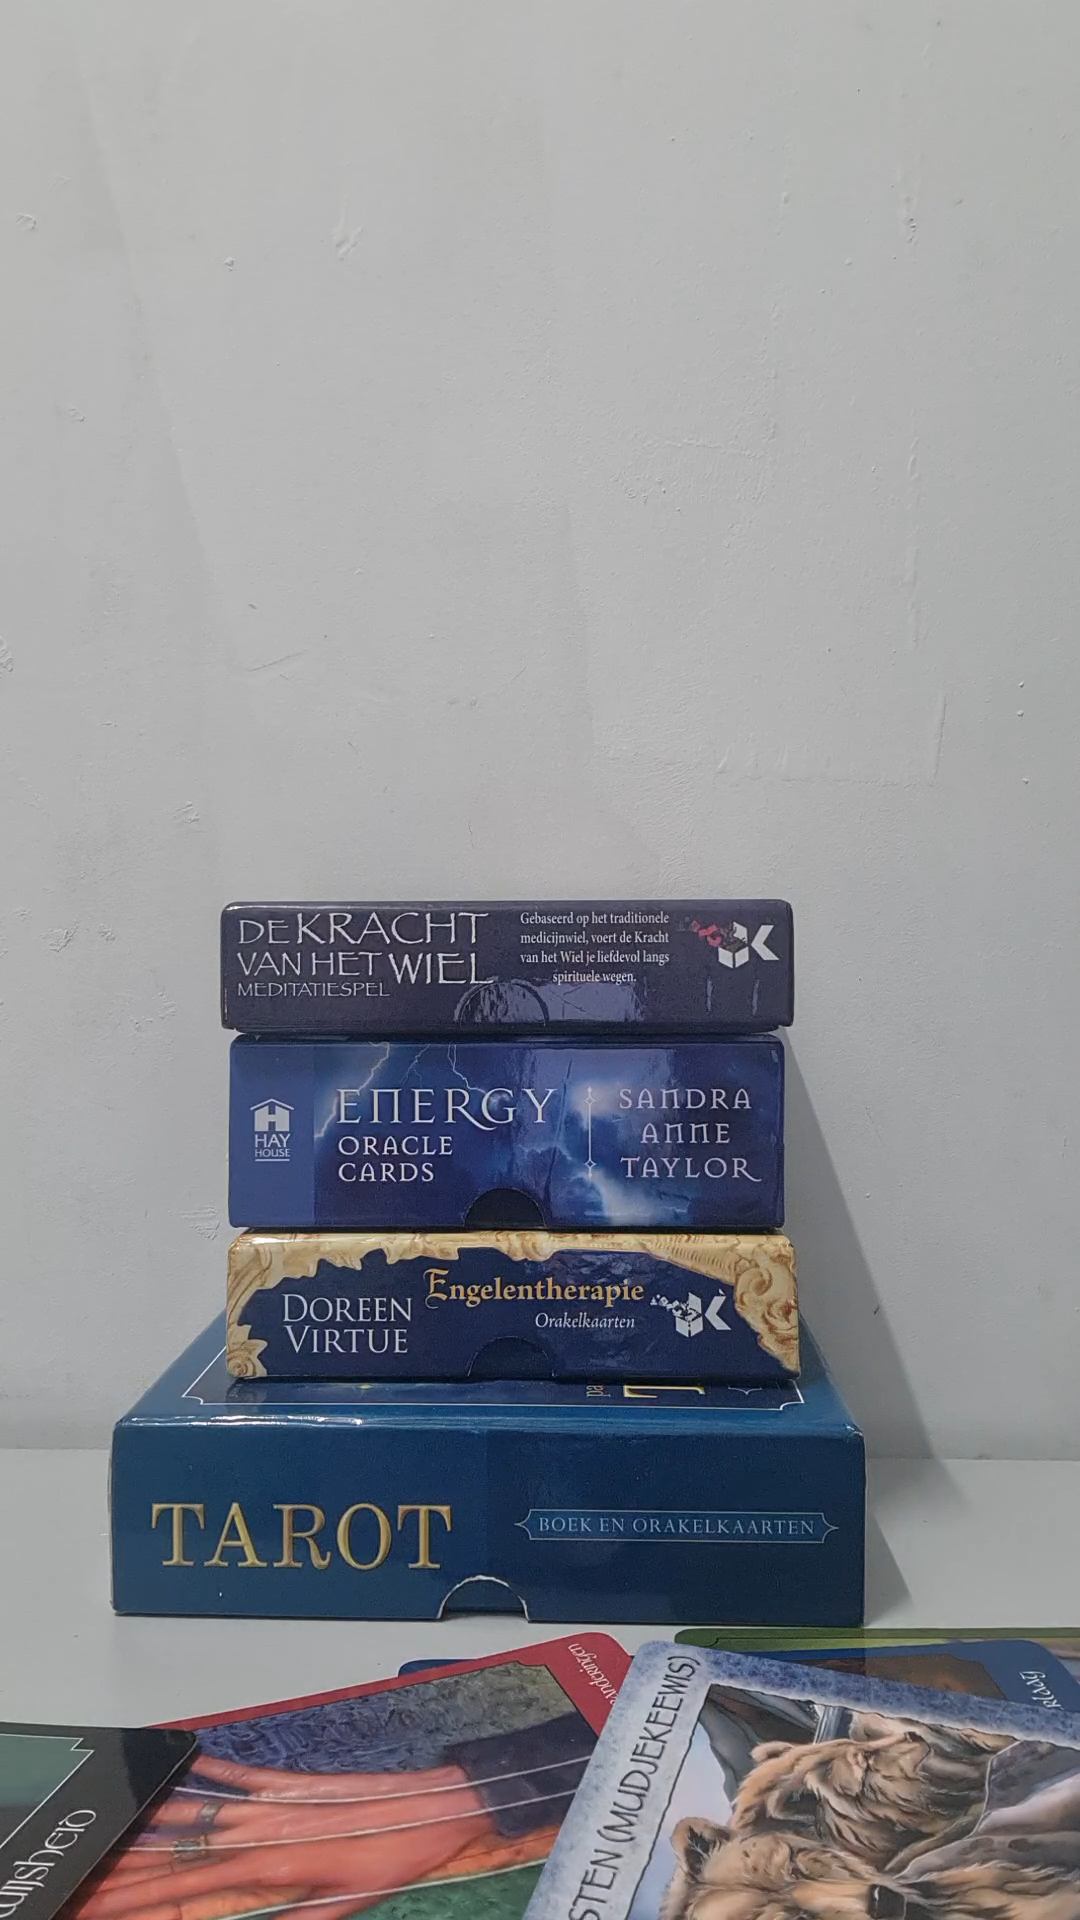 DE KRACHT
VAN HET WIEL
MEDITATIESPEL
Gebaseerd op het traditionele
medicijnwiel, voert de Kracht
van het Wiel je liefdevol langs
spirituele wegen.
HAY
HOUSE
ENERGY
ORACLE
CARDS
SANDRA
ANNE
TAYLOR
DOREEN
VIRTUE
Engelentherapie
Orakelkaarten
TAROT
BOEK EN ORAKELKAARTEN
STEN (MUDJEKEEWIS)